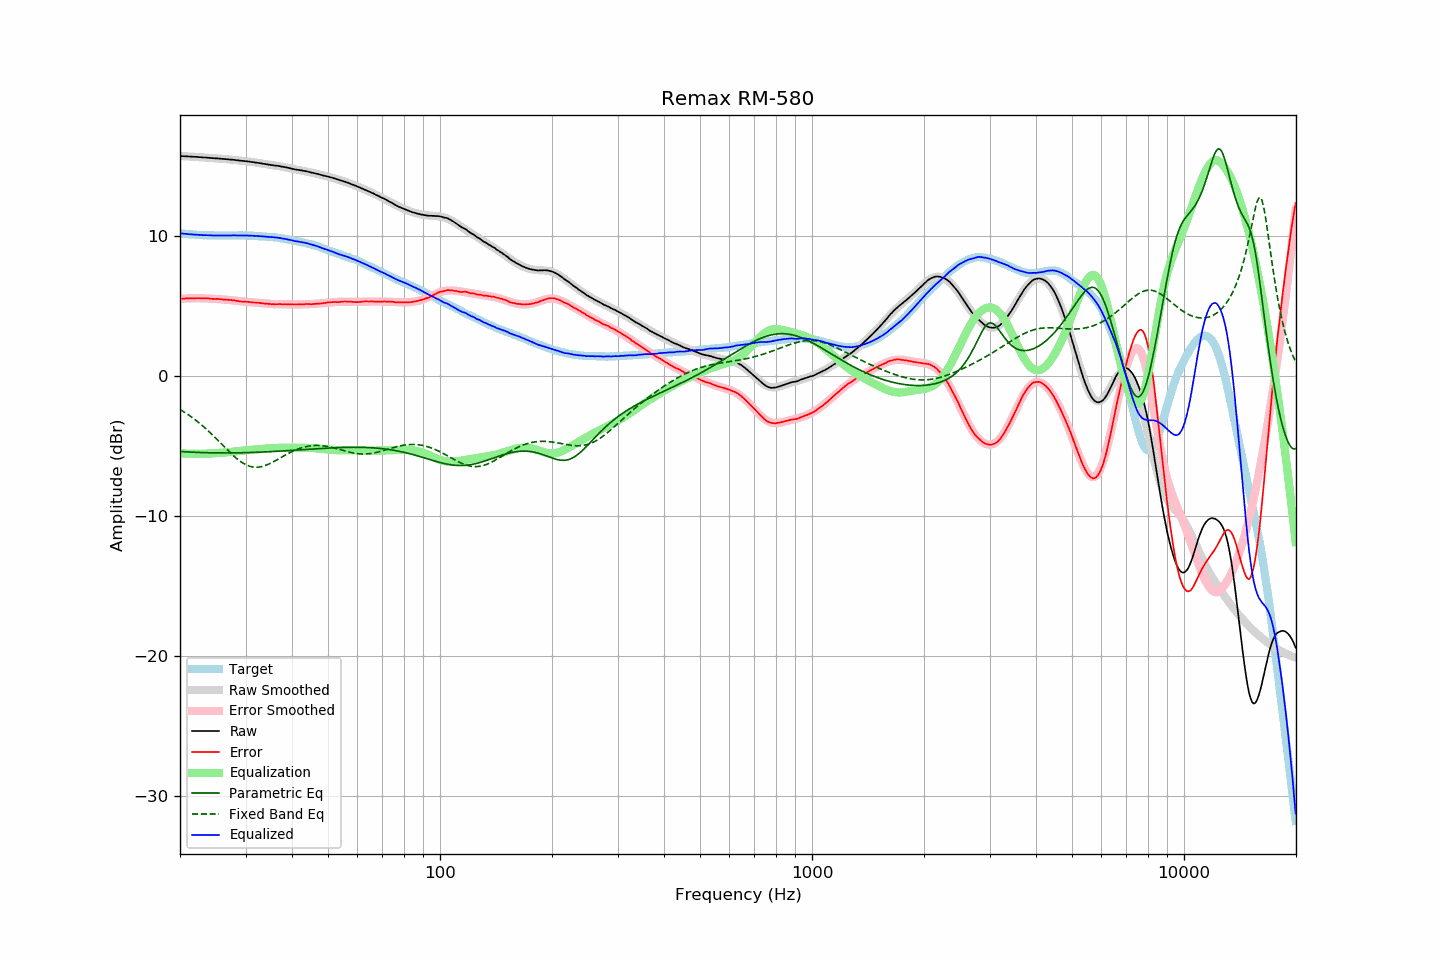 Remax RM-580
Amplitude (dBr)
10
0
−10
−20
−30
Target
Raw Smoothed
Error Smoothed
Raw
Error
Equalization
Parametric Eq
Fixed Band Eq
Equalized
100
1000
10000
Frequency (Hz)